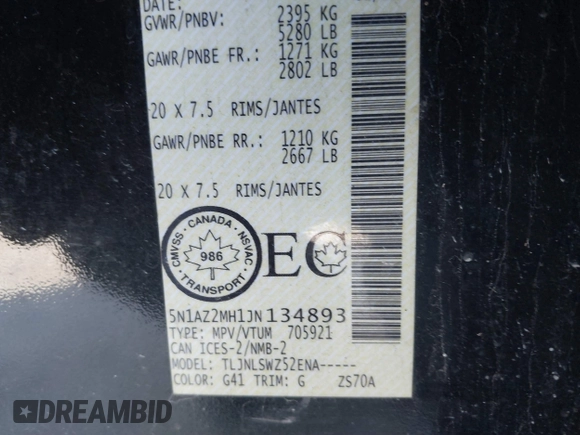 DATE:
GVWR/PNBV: 2395 KG
5280 LB
GAWR/PNBE FR.: 1271 KG
2802 LB
20 X 7.5 RIMS/JANTES
GAWR/PNBE RR.: 1210 KG
2667 LB
20 X 7.5 RIMS/JANTES
CMVSS · CANADA · NSVAC · TRANSPORT ·
986
EC
5N1AZ2MH1JN134893
TYPE: MPV/VTUM 705921
CAN ICES-2/NMB-2
MODEL: TLJNLSWZ52ENA-----
COLOR: G41 TRIM: G ZS70A
DREAMBID